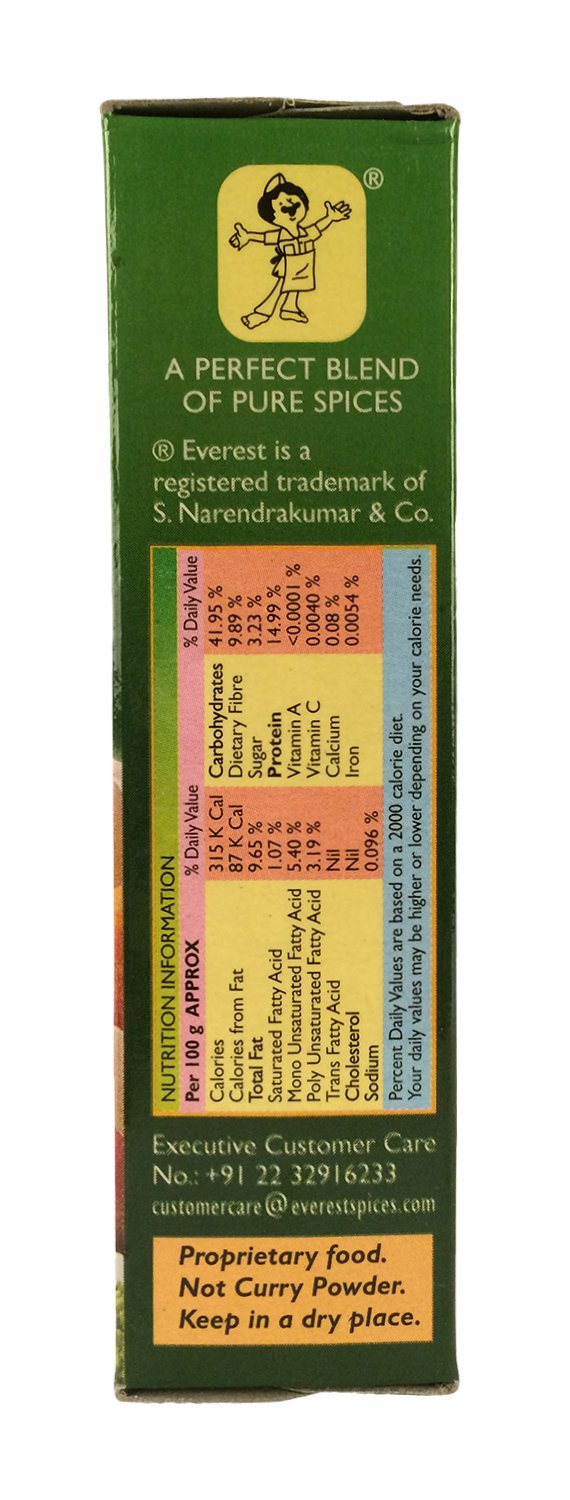 ®
A PERFECT BLEND
OF PURE SPICES
® Everest is a
registered trademark of
S. Narendrakumar & Co.
NUTRITION INFORMATION
Per 100 g APPROX % Daily Value % Daily Value
Calories 315 K Cal Carbohydrates 41.95 %
Calories from Fat 87 K Cal Dietary Fibre 9.89 %
Total Fat 9.65 % Sugar 3.23 %
Saturated Fatty Acid 1.07 % Protein 14.99 %
Mono Unsaturated Fatty Acid 5.40 % Vitamin A <0.0001 %
Poly Unsaturated Fatty Acid 3.19 % Vitamin C 0.0040 %
Trans Fatty Acid Nil Calcium 0.08 %
Cholesterol Nil Iron 0.0054 %
Sodium 0.096 %
Percent Daily Values are based on a 2000 calorie diet.
Your daily values may be higher or lower depending on your calorie needs.
Executive Customer Care
No.: +91 22 32916233
customercare@everestspices.com
Proprietary food.
Not Curry Powder.
Keep in a dry place.